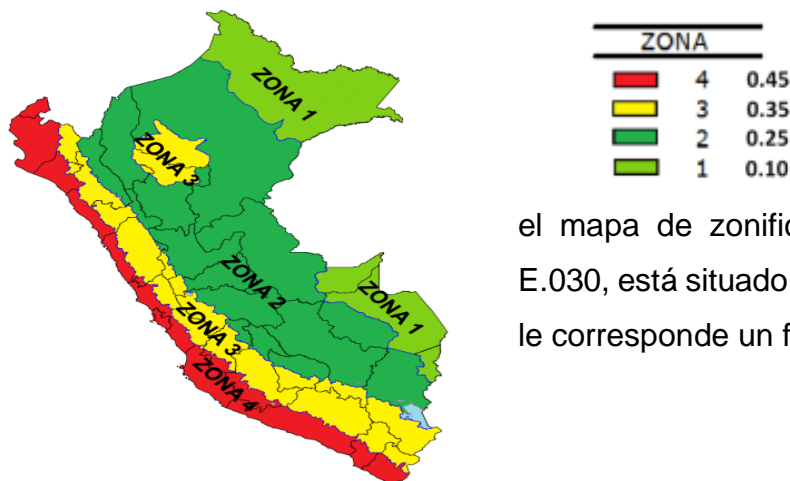 ZONA 1
ZONA 3
ZONA 2
ZONA 1
ZONA 3
ZONA 4
ZONA
4 0.45
3 0.35
2 0.25
1 0.10
el mapa de zonific
E.030, está situado
le corresponde un f